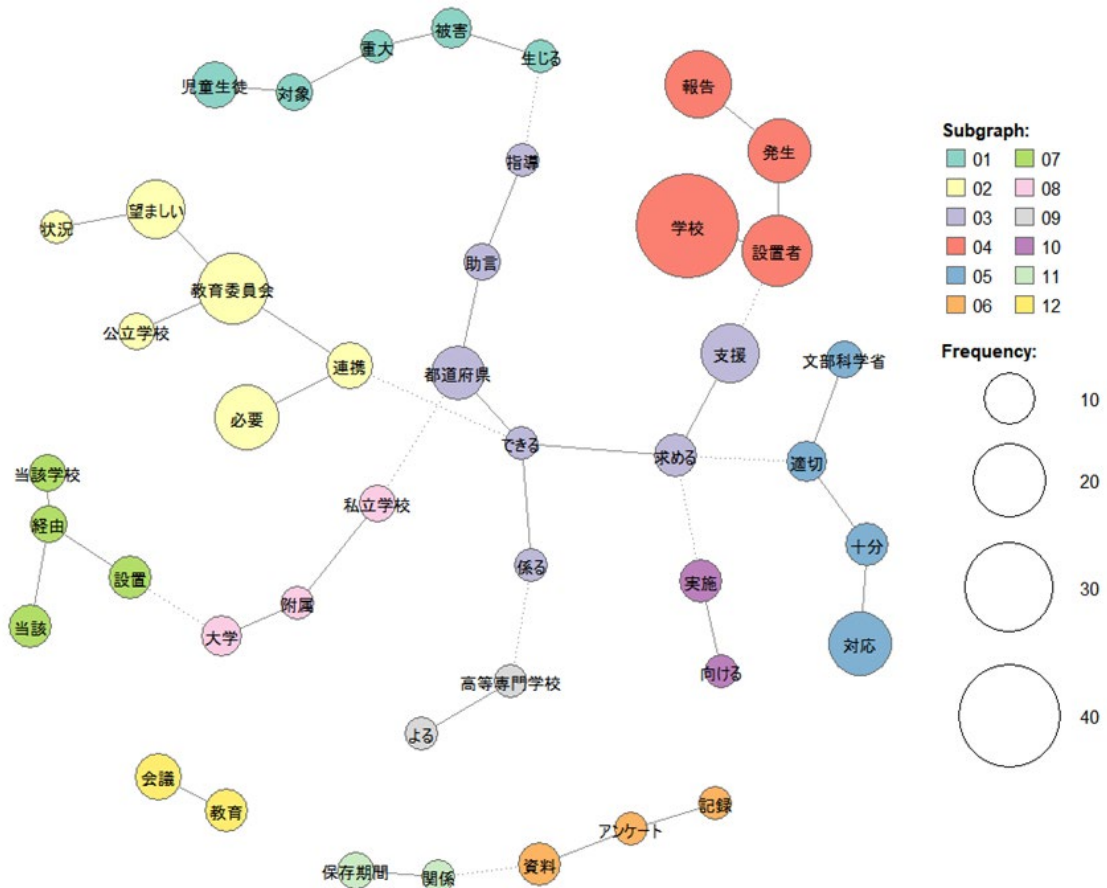 被害
重大
生じる
児童生徒
対象
報告
指導
発生
望ましい
状況
学校
設置者
助言
教育委員会
公立学校
連携
都道府県
支援
文部科学省
必要
できる
求める
適切
当該学校
私立学校
経由
十分
係る
設置
実施
附属
当該
大学
対応
向ける
高等専門学校
よる
会議
教育
記録
アンケート
資料
保存期間
関係
Subgraph:
01 07
02 08
03 09
04 10
05 11
06 12
Frequency:
10
20
30
40